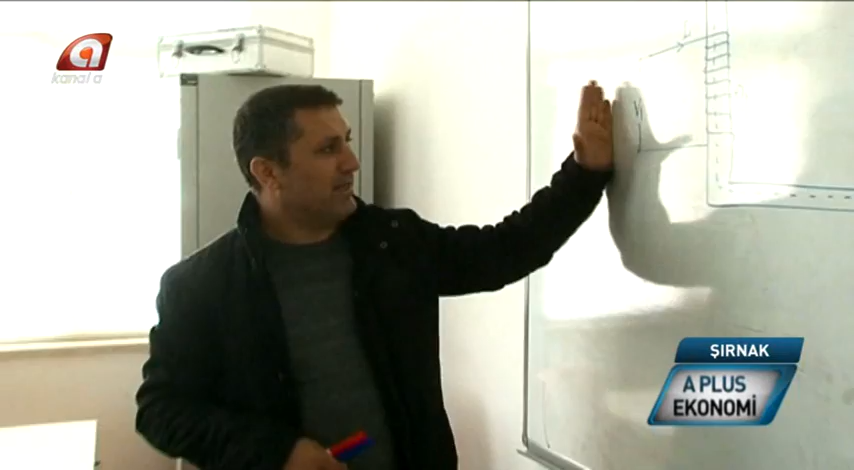 a
kanal a
ŞIRNAK
A PLUS
EKONOMİ